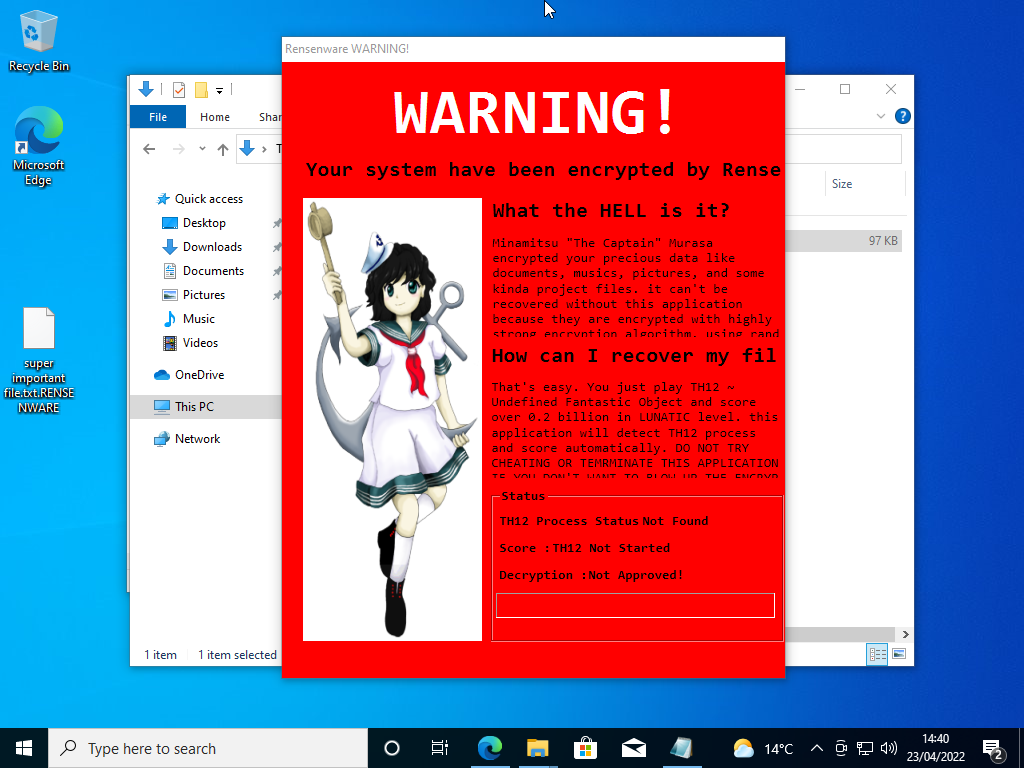 Recycle Bin
Microsoft
Edge
super
important
file.txt.RENSE
NWARE
File
Home
Shar
Size
97 KB
Quick access
Desktop
Downloads
Documents
Pictures
Music
Videos
OneDrive
This PC
Network
1 item
1 item selected
Rensenware WARNING!
WARNING!
Your system have been encrypted by Rense
What the HELL is it?
Minamitsu "The Captain" Murasa
encrypted your precious data like
documents, musics, pictures, and some
kinda project files. it can't be
recovered without this application
because they are encrypted with highly
strong encryption algorithm, using rand
How can I recover my fil
That's easy. You just play TH12 ~
Undefined Fantastic Object and score
over 0.2 billion in LUNATIC level. this
application will detect TH12 process
and score automatically. DO NOT TRY
CHEATING OR TEMRMINATE THIS APPLICATION
IF YOU DON'T WANT TO BLOW UP THE ENCRYP
Status
TH12 Process Status Not Found
Score :TH12 Not Started
Decryption :Not Approved!
Type here to search
14°C
14:40
23/04/2022
2